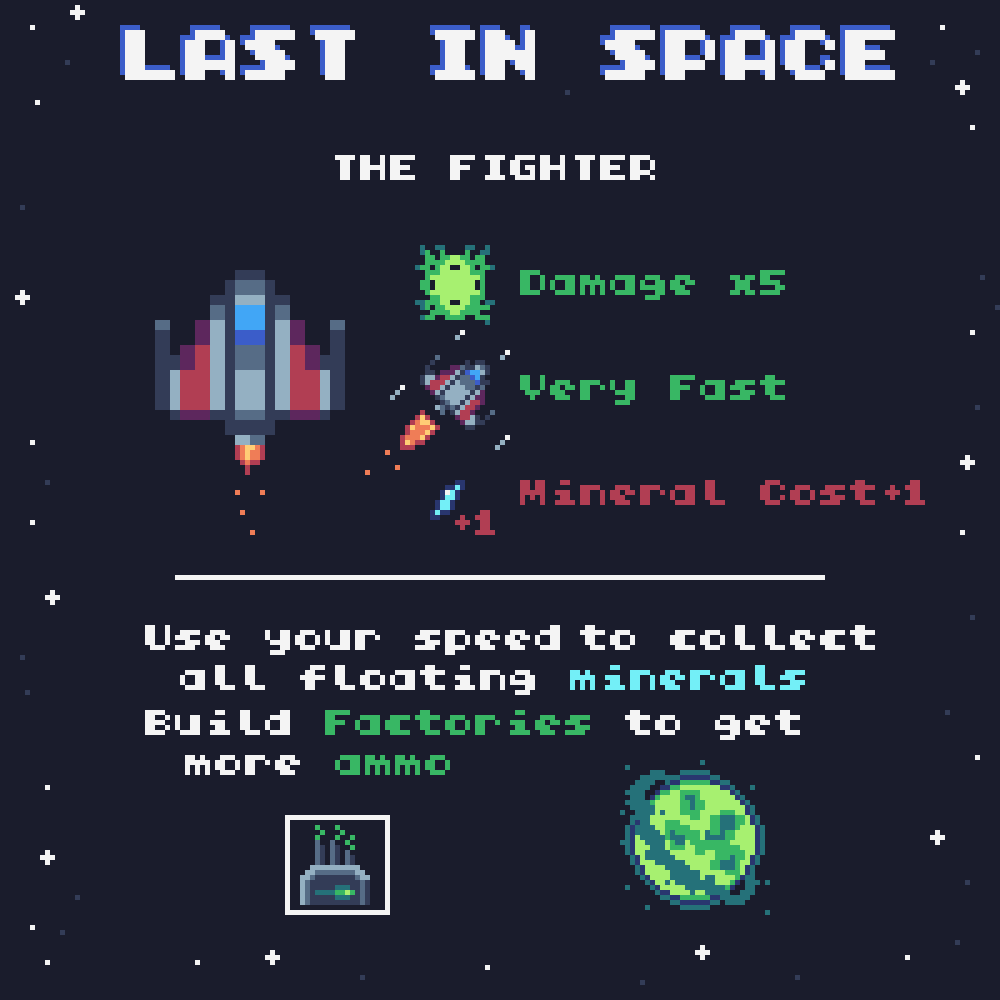 LAST IN SPACE
THE FIGHTER
Damage x5
Very Fast
Mineral Cost+1
+1
Use your speed to collect
all floating minerals
Build Factories to get
more ammo